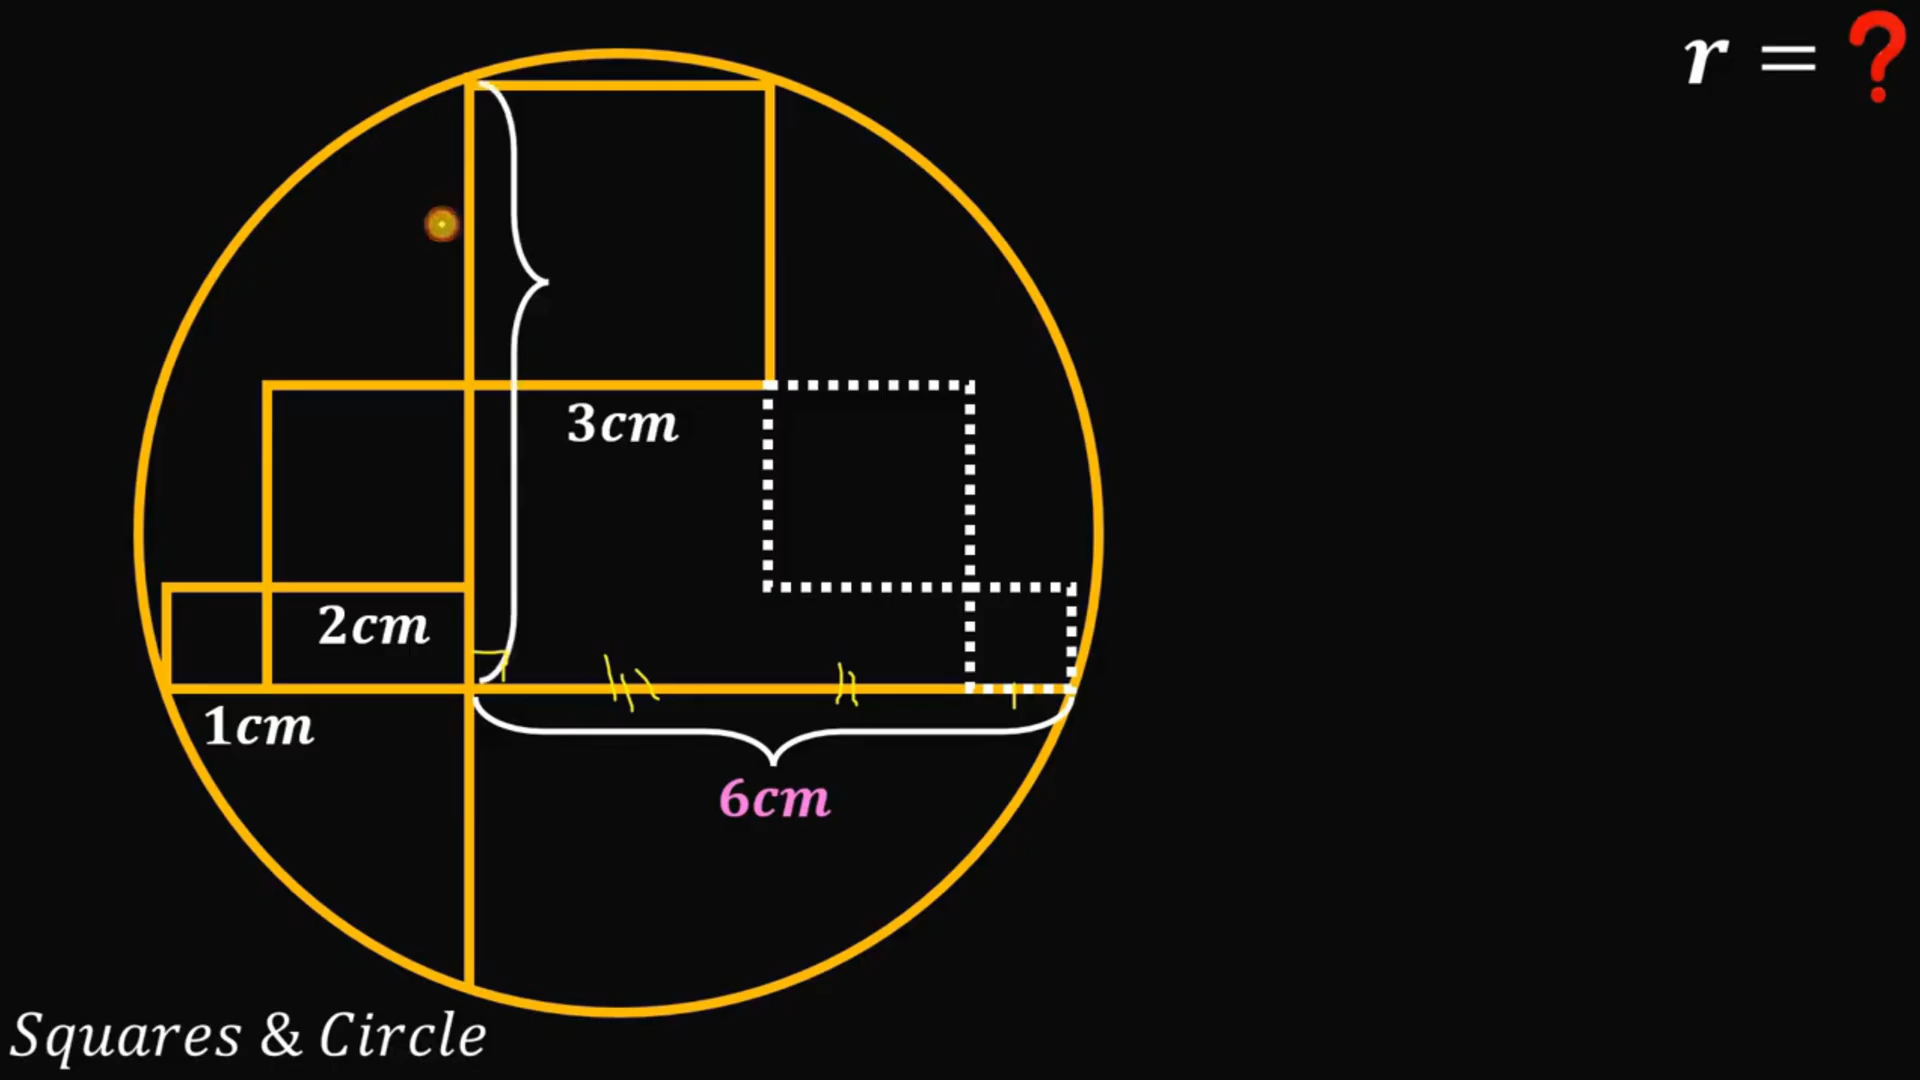 r = ?
3cm
2cm
1cm
6cm
Squares & Circle